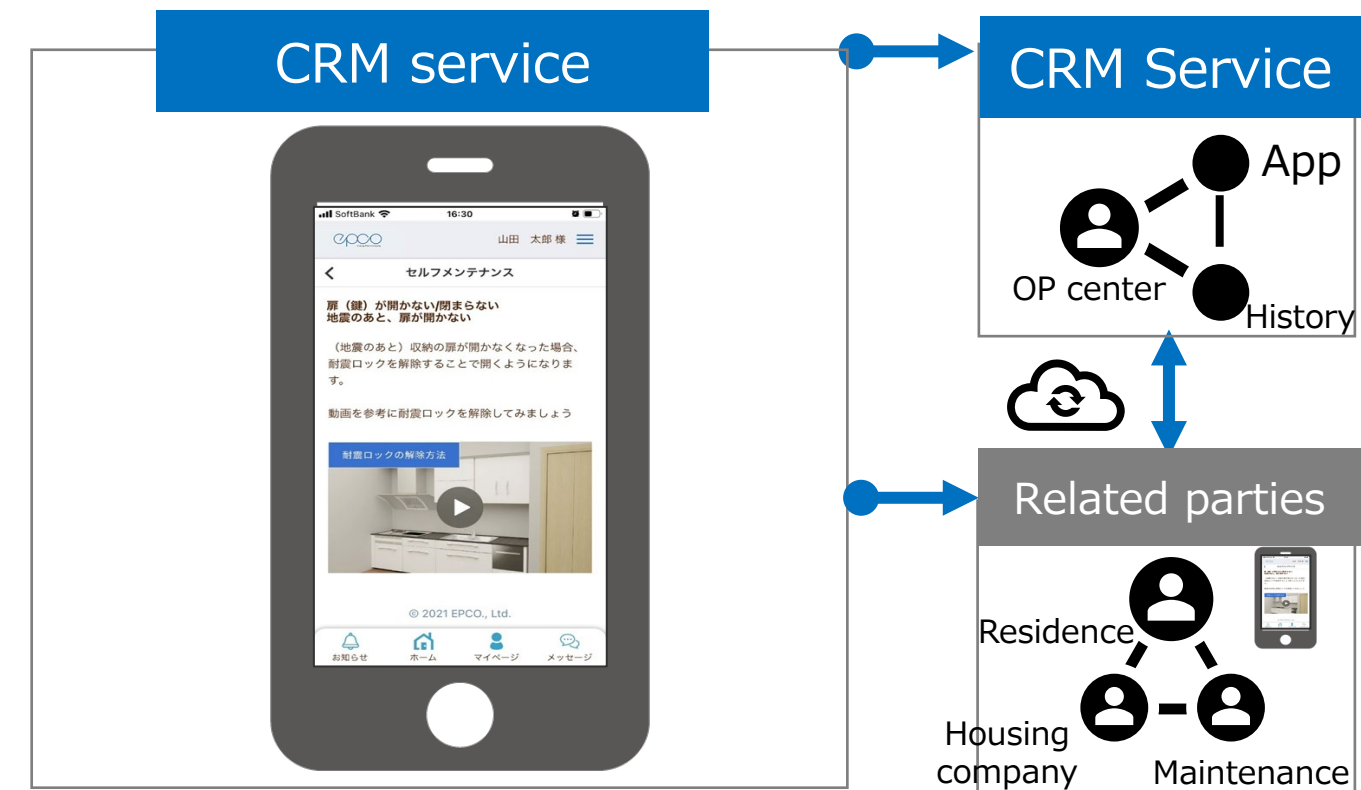 CRM service
SoftBank
16:30
epco
山田 太郎 様
セルフメンテナンス
扉（鍵）が開かない/閉まらない
地震のあと、扉が開かない
（地震のあと）収納の扉が開かなくなった場合、
耐震ロックを解除することで開くようになりま
す。
動画を参考に耐震ロックを解除してみましょう
耐震ロックの解除方法
© 2021 EPCO., Ltd.
お知らせ
ホーム
マイページ
メッセージ
CRM Service
App
OP center
History
Related parties
Residence
Housing
company
Maintenance